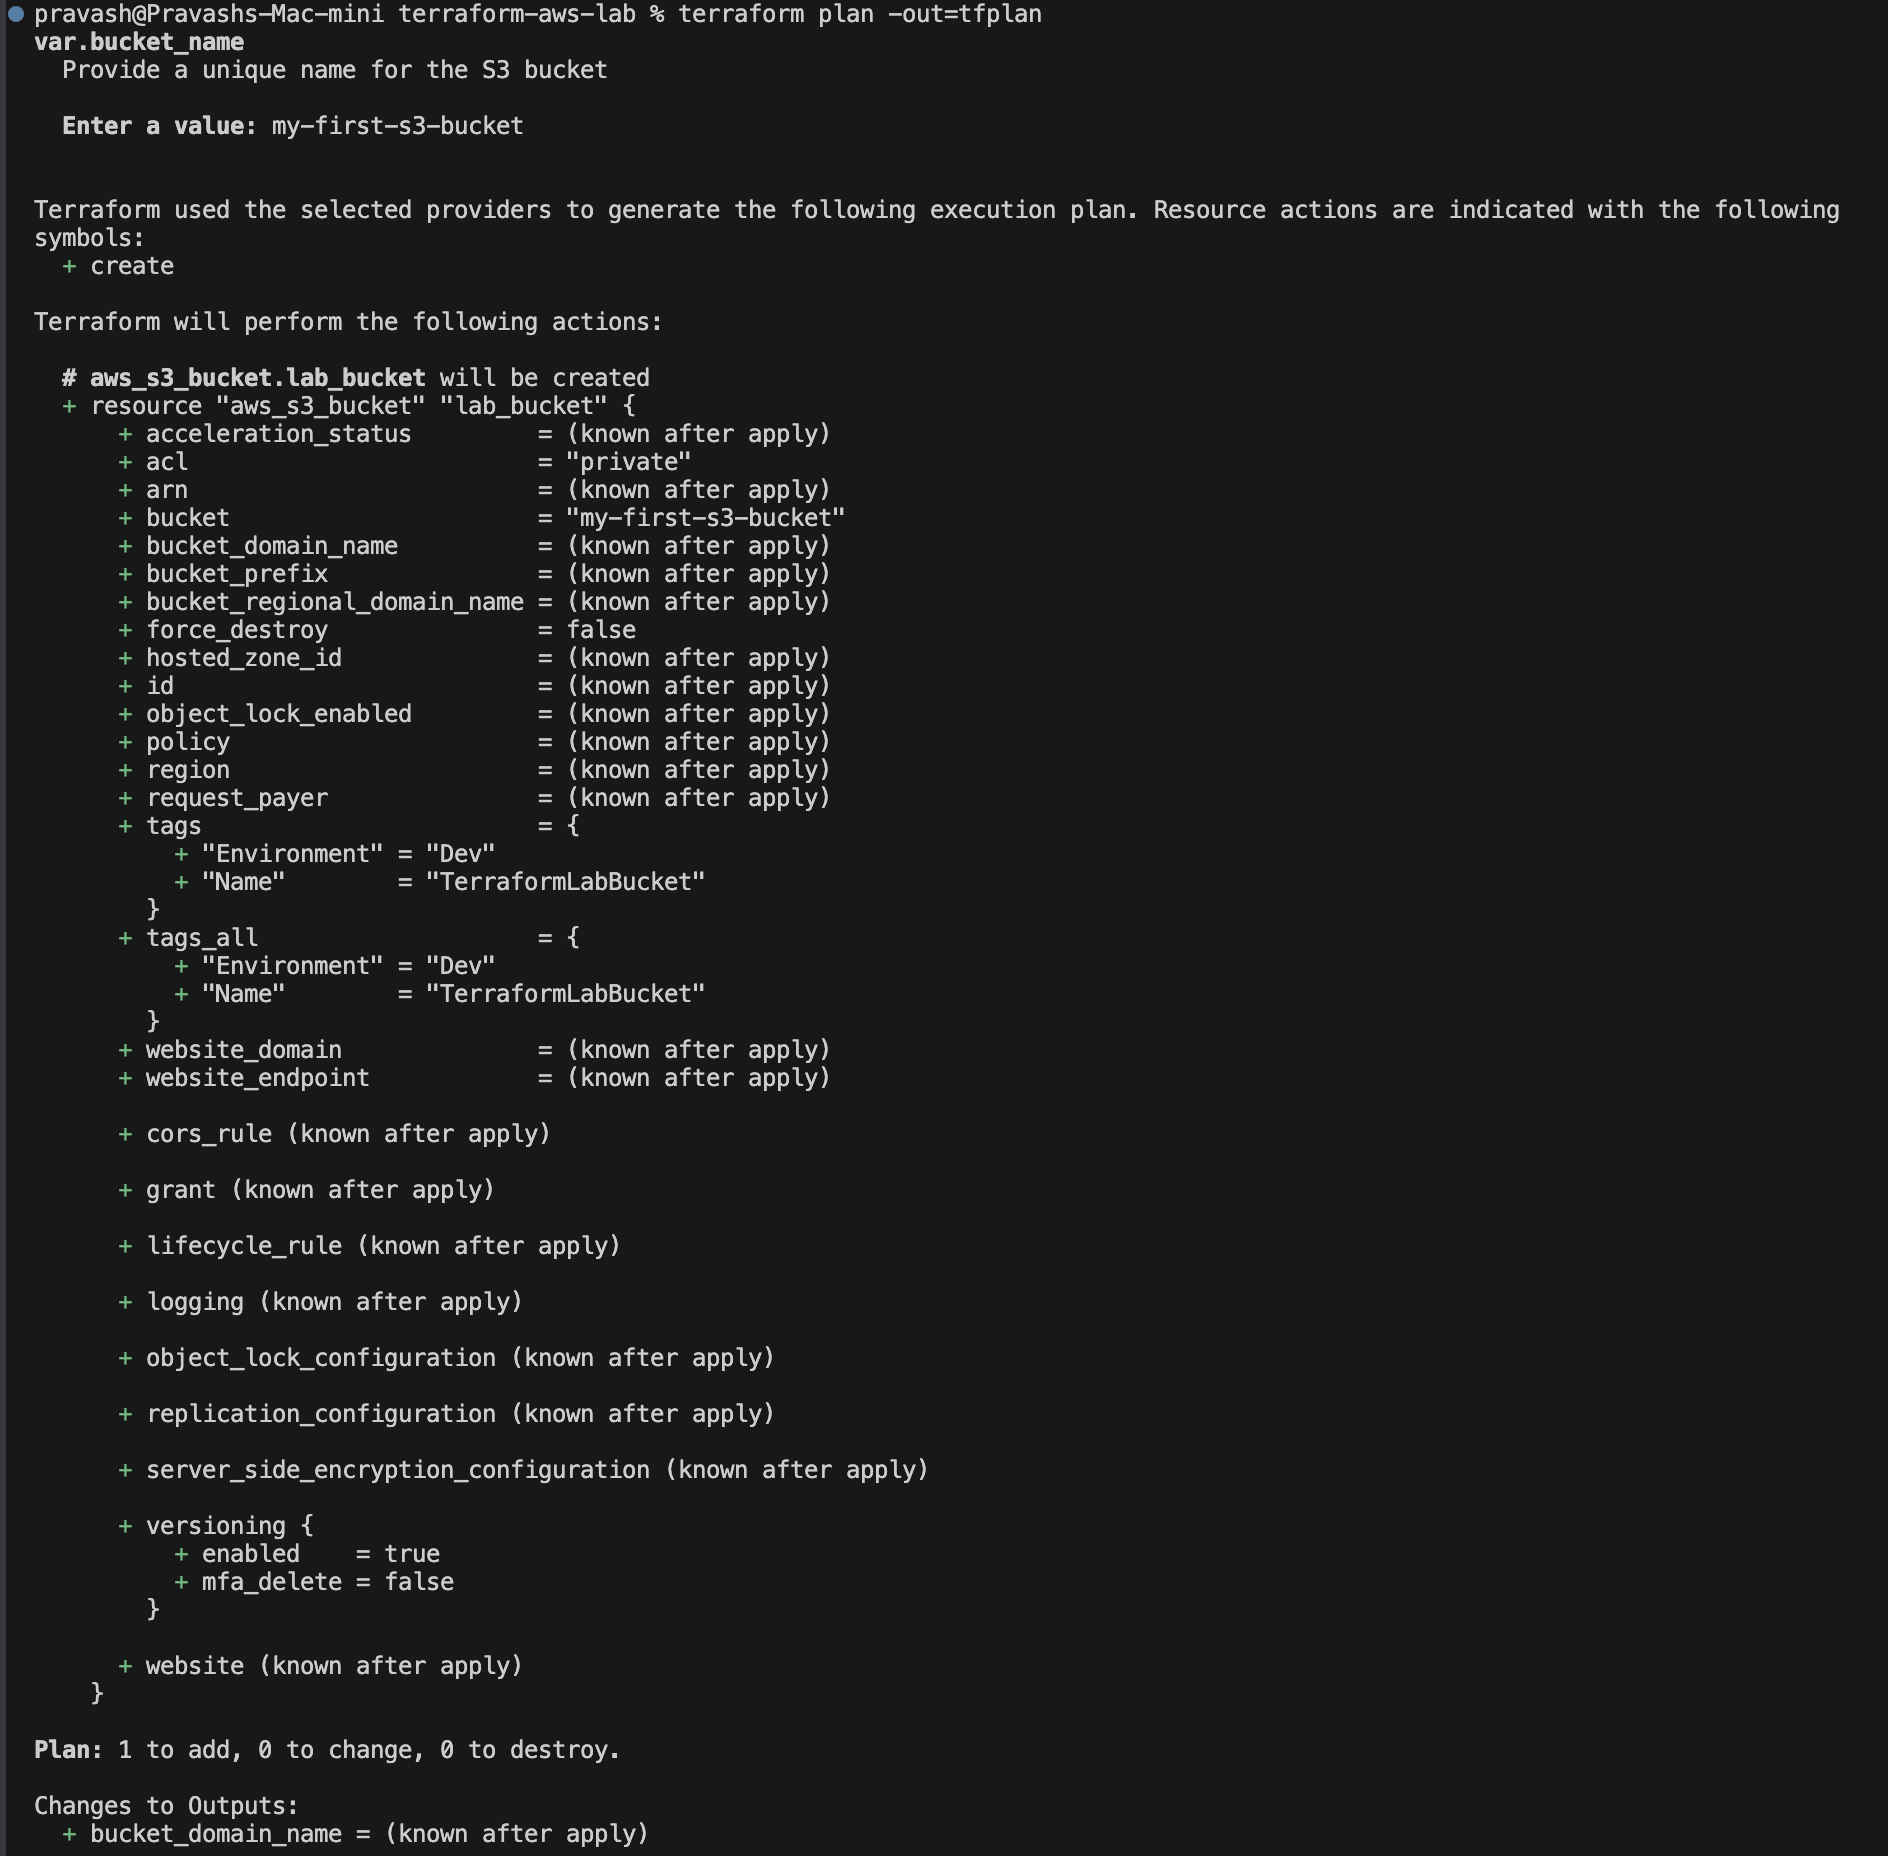 pravash@Pravashs-Mac-mini terraform-aws-lab % terraform plan -out=tfplan
var.bucket_name
  Provide a unique name for the S3 bucket

  Enter a value: my-first-s3-bucket


Terraform used the selected providers to generate the following execution plan. Resource actions are indicated with the following
symbols:
  + create

Terraform will perform the following actions:

  # aws_s3_bucket.lab_bucket will be created
  + resource "aws_s3_bucket" "lab_bucket" {
      + acceleration_status         = (known after apply)
      + acl                         = "private"
      + arn                         = (known after apply)
      + bucket                      = "my-first-s3-bucket"
      + bucket_domain_name          = (known after apply)
      + bucket_prefix               = (known after apply)
      + bucket_regional_domain_name = (known after apply)
      + force_destroy               = false
      + hosted_zone_id              = (known after apply)
      + id                          = (known after apply)
      + object_lock_enabled         = (known after apply)
      + policy                      = (known after apply)
      + region                      = (known after apply)
      + request_payer               = (known after apply)
      + tags                        = {
          + "Environment" = "Dev"
          + "Name"        = "TerraformLabBucket"
        }
      + tags_all                    = {
          + "Environment" = "Dev"
          + "Name"        = "TerraformLabBucket"
        }
      + website_domain              = (known after apply)
      + website_endpoint            = (known after apply)

      + cors_rule (known after apply)

      + grant (known after apply)

      + lifecycle_rule (known after apply)

      + logging (known after apply)

      + object_lock_configuration (known after apply)

      + replication_configuration (known after apply)

      + server_side_encryption_configuration (known after apply)

      + versioning {
          + enabled    = true
          + mfa_delete = false
        }

      + website (known after apply)
    }

Plan: 1 to add, 0 to change, 0 to destroy.

Changes to Outputs:
  + bucket_domain_name = (known after apply)